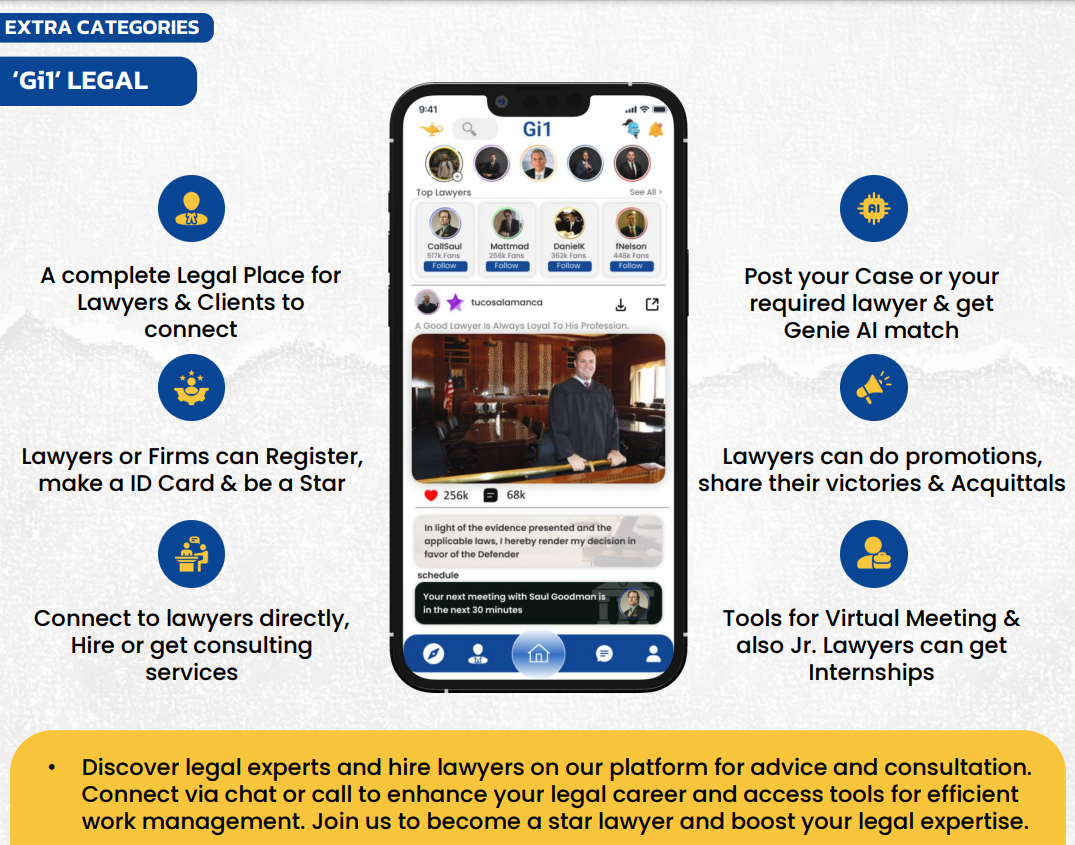 EXTRA CATEGORIES
‘Gi1’ LEGAL
A complete Legal Place for
Lawyers & Clients to
connect
Lawyers or Firms can Register,
make a ID Card & be a Star
Connect to lawyers directly,
Hire or get consulting
services
9:41
Gi1
Top Lawyers
See All >
CallSaul
Mattmad
DanielK
fNelson
517k Fans
256k Fans
362k Fans
448k Fans
Follow
Follow
Follow
Follow
tucosalamanca
A Good Lawyer Is Always Loyal To His Profession.
256k
68k
In light of the evidence presented and the
applicable laws, I hereby render my decision in
favor of the Defender
schedule
Your next meeting with Saul Goodman is
in the next 30 minutes
AI
Post your Case or your
required lawyer & get
Genie AI match
Lawyers can do promotions,
share their victories & Acquittals
Tools for Virtual Meeting &
also Jr. Lawyers can get
Internships
• Discover legal experts and hire lawyers on our platform for advice and consultation.
Connect via chat or call to enhance your legal career and access tools for efficient
work management. Join us to become a star lawyer and boost your legal expertise.